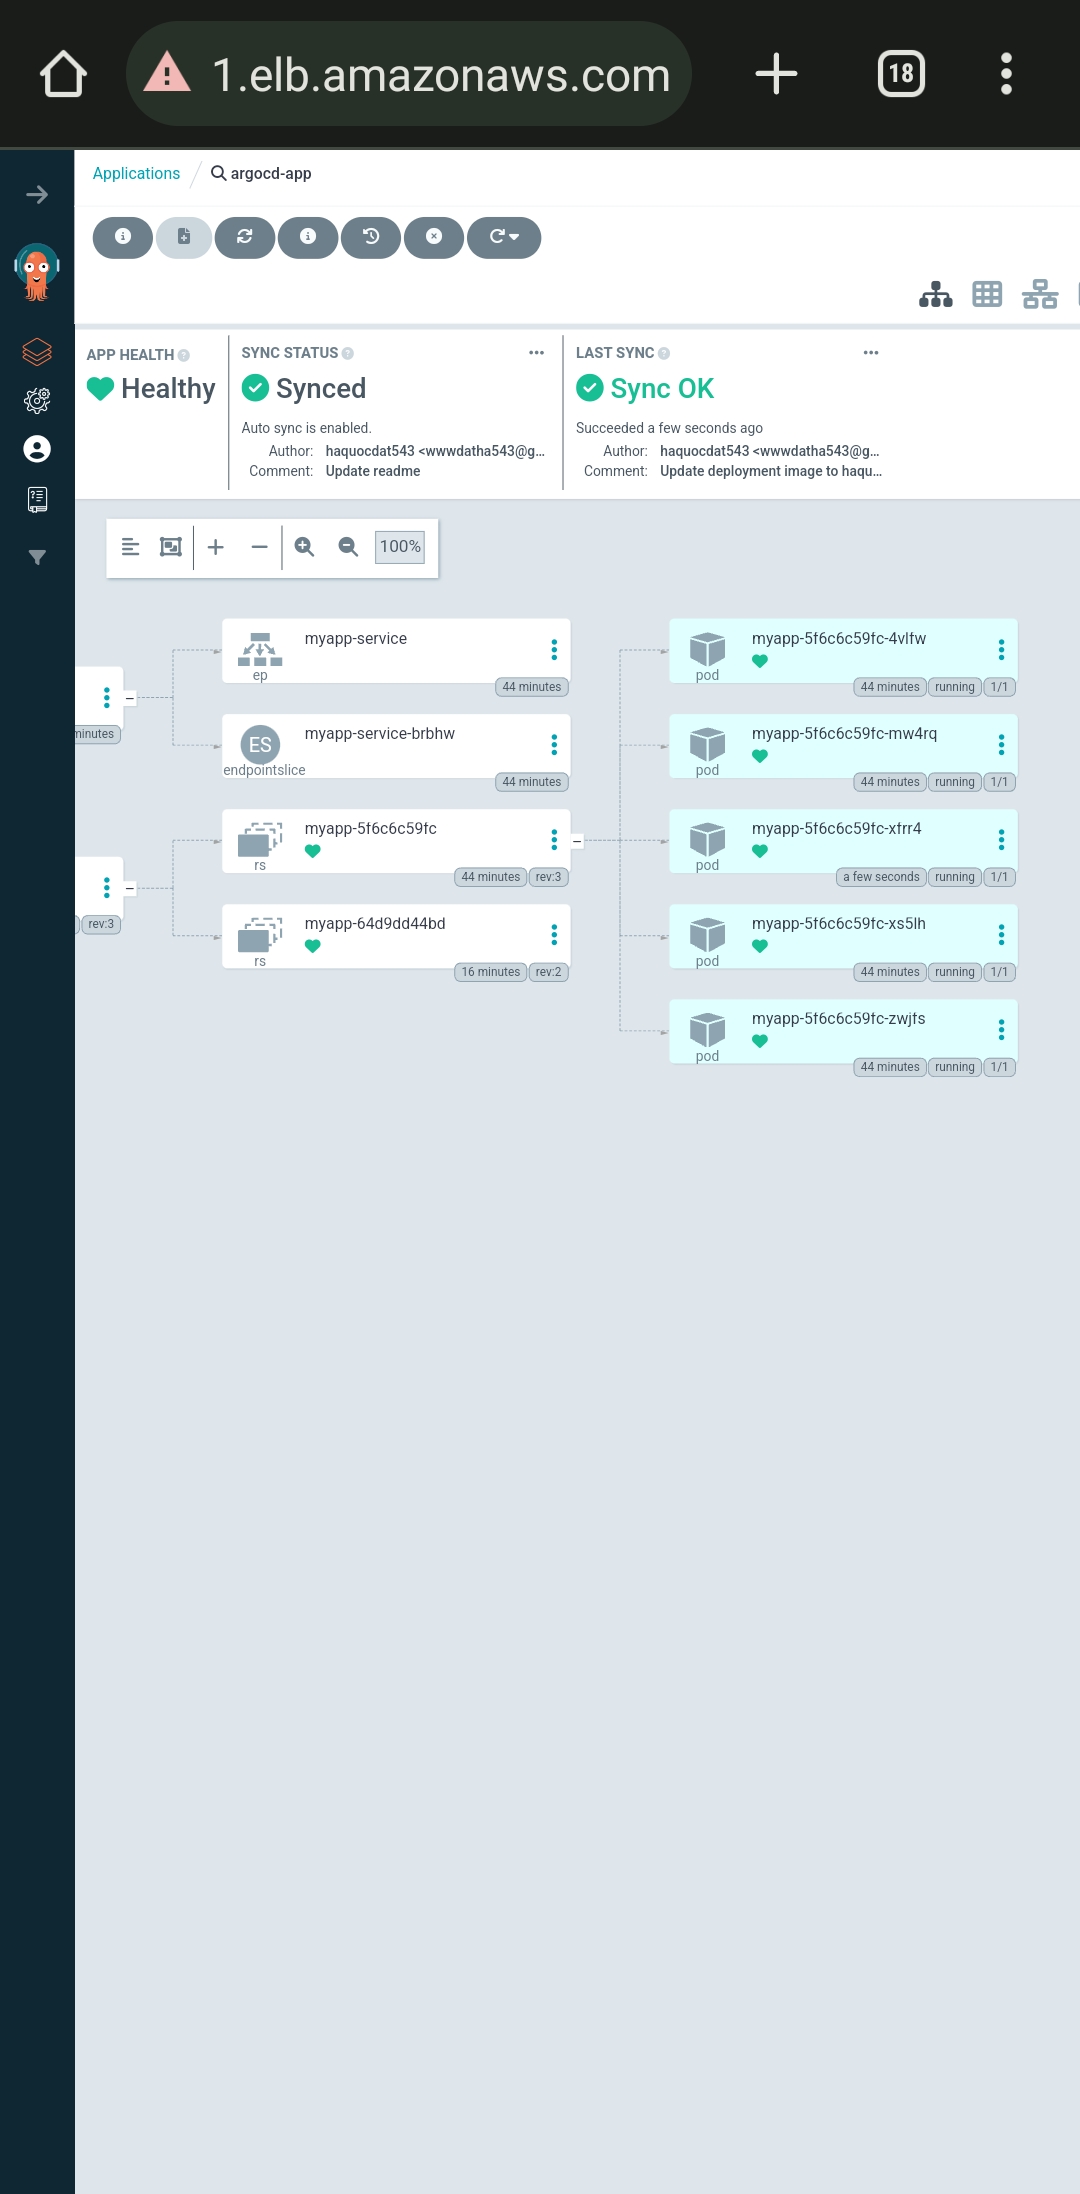 1.elb.amazonaws.com
18
Applications
argocd-app
APP HEALTH
Healthy
SYNC STATUS
Synced
Auto sync is enabled.
Author: haquocdat543 <wwwdatha543@g...
Comment: Update readme
LAST SYNC
Sync OK
Succeeded a few seconds ago
Author: haquocdat543 <wwwdatha543@g...
Comment: Update deployment image to haqu...
100%
minutes
rev:3
myapp-service
ep
44 minutes
ES
myapp-service-brbhw
endpointslice
44 minutes
myapp-5f6c6c59fc
rs
44 minutes rev:3
myapp-64d9dd44bd
rs
16 minutes rev:2
myapp-5f6c6c59fc-4vlfw
pod
44 minutes running 1/1
myapp-5f6c6c59fc-mw4rq
pod
44 minutes running 1/1
myapp-5f6c6c59fc-xfrr4
pod
a few seconds running 1/1
myapp-5f6c6c59fc-xs5lh
pod
44 minutes running 1/1
myapp-5f6c6c59fc-zwjfs
pod
44 minutes running 1/1